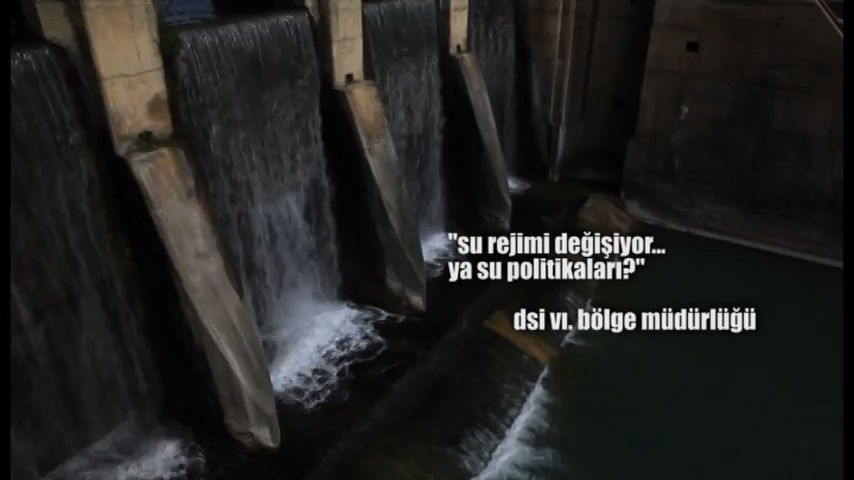 "su rejimi değişiyor...
ya su politikaları?"
dsi vı. bölge müdürlüğü